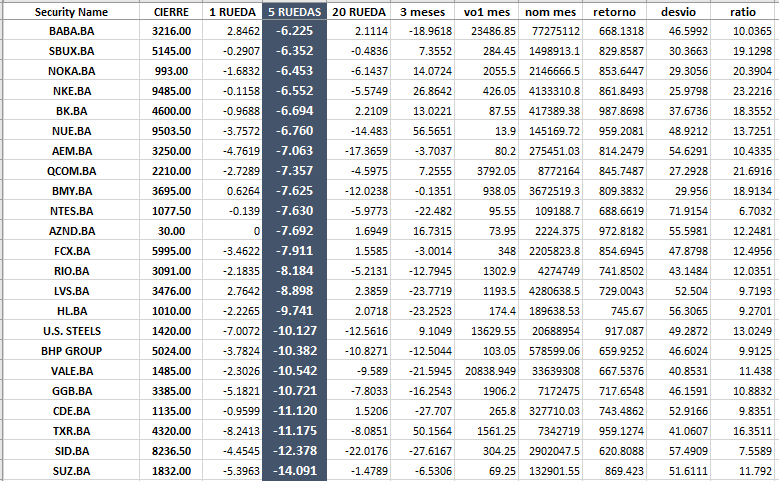 Security Name CIERRE 1 RUEDA 5 RUEDAS 20 RUEDA 3 meses vo1 mes nom mes retorno desvio ratio
BABA.BA 3216.00 2.8462 -6.225 2.1114 -18.9618 23486.85 77275112 668.1318 46.5992 10.0365
SBUX.BA 5145.00 -0.2907 -6.352 -0.4836 7.3552 284.45 1498913.1 829.8587 30.3663 19.1298
NOKA.BA 993.00 -1.6832 -6.453 -6.1437 14.0724 2055.5 2146666.5 853.6447 29.3056 20.3904
NKE.BA 9485.00 -0.1158 -6.552 -5.5749 26.8642 426.05 4133310.8 861.8493 25.9798 23.2216
BK.BA 4600.00 -0.9688 -6.694 2.2109 13.0221 87.55 417389.38 987.8698 37.6736 18.3552
NUE.BA 9503.50 -3.7572 -6.760 -14.483 56.5651 13.9 145169.72 959.2081 48.9212 13.7251
AEM.BA 3250.00 -4.7619 -7.063 -17.3659 -3.7037 80.2 275451.03 814.2479 54.6291 10.4335
QCOM.BA 2210.00 -2.7289 -7.357 -4.5975 7.2555 3792.05 8772164 845.7487 27.2928 21.6916
BMY.BA 3695.00 0.6264 -7.625 -12.0238 -0.1351 938.05 3672519.3 809.3832 29.956 18.9134
NTES.BA 1077.50 -0.139 -7.630 -5.9773 -22.482 95.55 109188.7 688.6619 71.9154 6.7032
AZND.BA 30.00 0 -7.692 1.6949 16.7315 73.95 2224.375 972.8182 55.5981 12.2481
FCX.BA 5995.00 -3.4622 -7.911 1.5585 -3.0014 348 2205823.8 854.6945 47.8798 12.4956
RIO.BA 3091.00 -2.1835 -8.184 -5.2131 -12.7945 1302.9 4274749 741.8502 43.1484 12.0351
LVS.BA 3476.00 2.7642 -8.898 2.3859 -23.7719 1193.5 4280638.5 729.0043 52.504 9.7193
HL.BA 1010.00 -2.2265 -9.741 2.0718 -23.2523 174.4 189638.53 745.67 56.3065 9.2701
U.S. STEELS 1420.00 -7.0072 -10.127 -12.5616 9.1049 13629.55 20688954 917.087 49.2872 13.0249
BHP GROUP 5024.00 -3.7824 -10.382 -10.8271 -12.5044 103.05 578599.06 659.9252 46.6024 9.9125
VALE.BA 1485.00 -2.3026 -10.542 -9.589 -21.5945 20838.949 33639308 667.5376 40.8531 11.438
GGB.BA 3385.00 -5.1821 -10.721 -7.8033 -16.2543 1906.2 7172475 717.6548 46.1591 10.8832
CDE.BA 1135.00 -0.9599 -11.120 1.5206 -27.707 265.8 327710.03 743.4862 52.9166 9.8351
TXR.BA 4320.00 -8.2413 -11.175 -8.0851 50.1564 1561.25 7342719 959.1274 41.0607 16.3511
SID.BA 8236.50 -4.4545 -12.378 -22.0176 -27.6167 304.25 2902047.5 620.8088 57.4909 7.5589
SUZ.BA 1832.00 -5.3963 -14.091 -1.4789 -6.5306 69.25 132901.55 869.423 51.6111 11.792